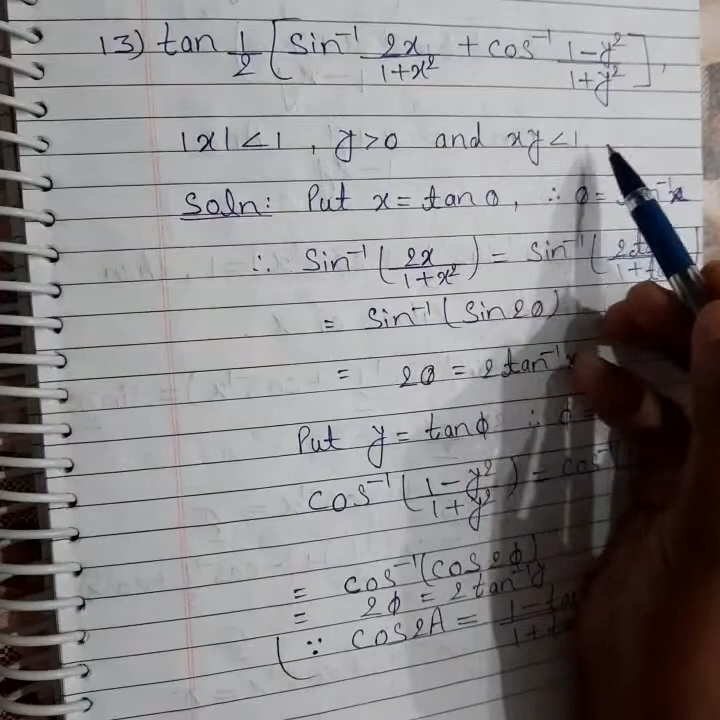 13) tan 1/2 [sin⁻¹ 2x/1+x² + cos⁻¹ 1-y²/1+y²],
|x| < 1, y > 0 and xy < 1
Soln: Put x = tan θ, ∴ θ =
∴ sin⁻¹(2x/1+x²) = sin⁻¹(
= sin⁻¹(sin 2θ)
= 2θ = 2 tan⁻¹x
Put y = tan ϕ ∴ ϕ =
cos⁻¹(1-y²/1+y²) = cos⁻¹(
= cos⁻¹(cos 2ϕ)
= 2ϕ = 2 tan⁻¹y
(∵ cos 2A =